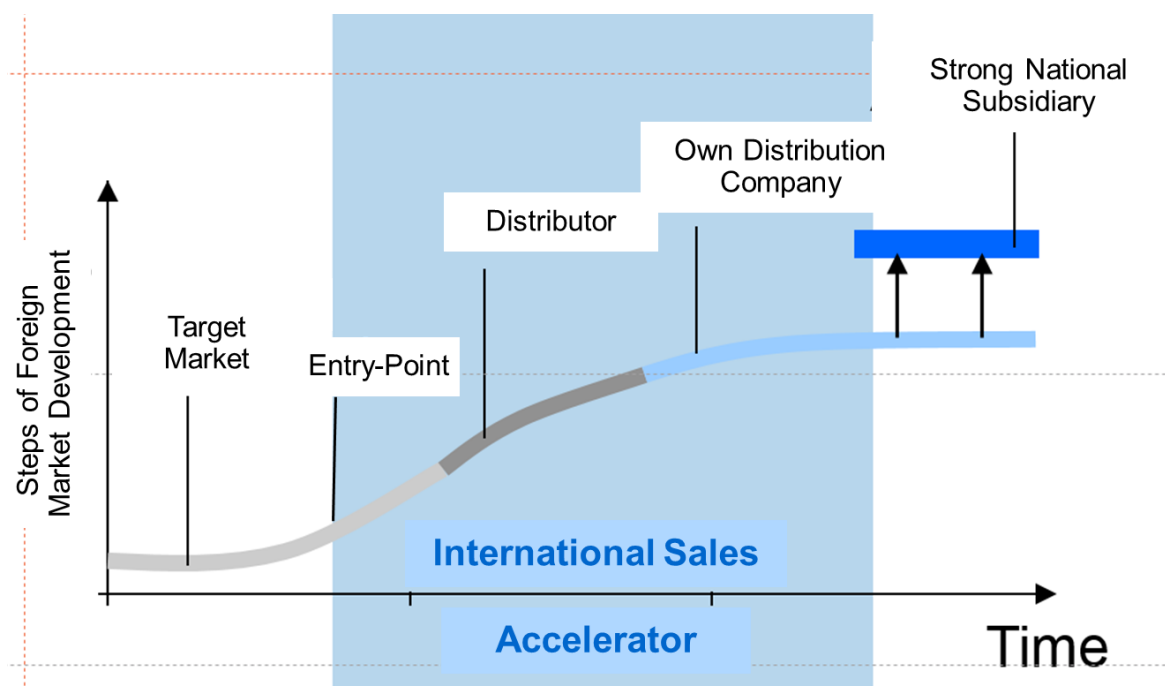 Strong National
Subsidiary
Own Distribution
Company
Distributor
Target
Market
Entry-Point
Steps of Foreign
Market Development
International Sales
Accelerator
Time